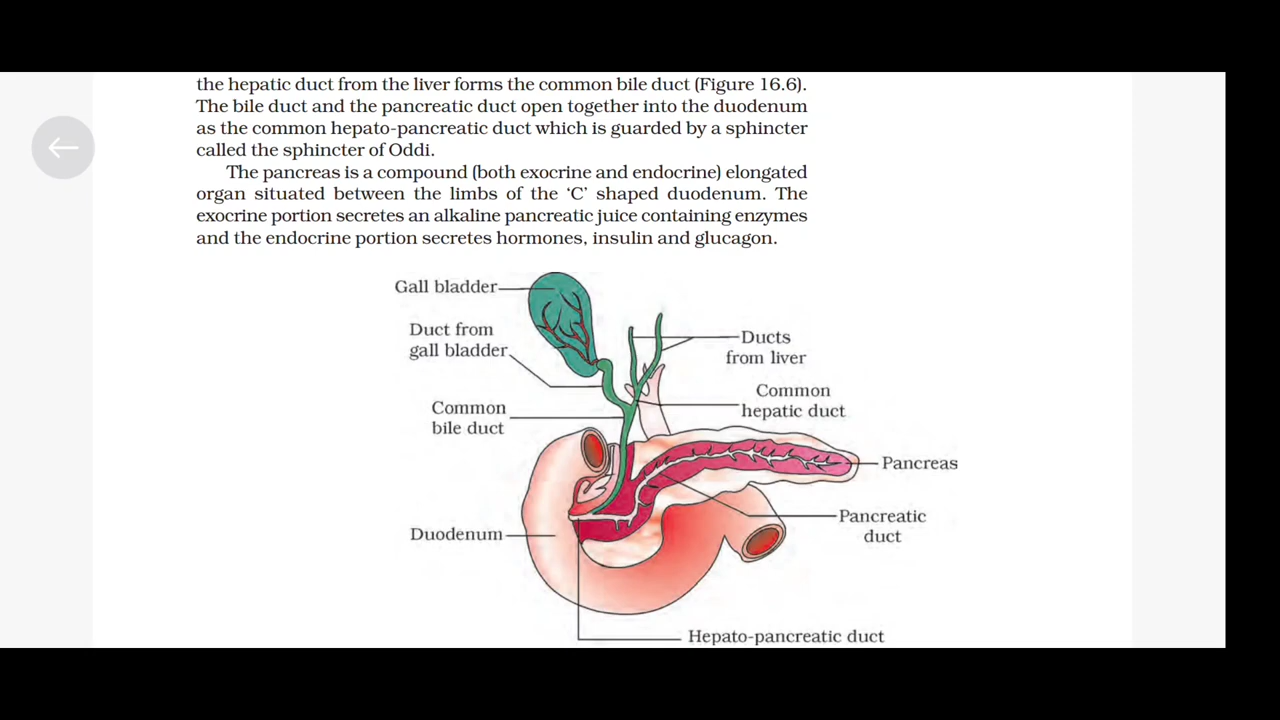 the hepatic duct from the liver forms the common bile duct (Figure 16.6).
The bile duct and the pancreatic duct open together into the duodenum
as the common hepato-pancreatic duct which is guarded by a sphincter
called the sphincter of Oddi.
The pancreas is a compound (both exocrine and endocrine) elongated
organ situated between the limbs of the ‘C’ shaped duodenum. The
exocrine portion secretes an alkaline pancreatic juice containing enzymes
and the endocrine portion secretes hormones, insulin and glucagon.
Gall bladder
Duct from
gall bladder
Ducts
from liver
Common
hepatic duct
Common
bile duct
Pancreas
Pancreatic
duct
Duodenum
Hepato-pancreatic duct